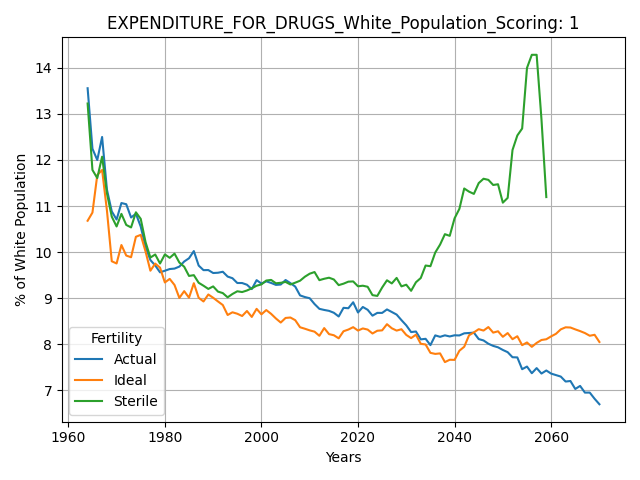 EXPENDITURE_FOR_DRUGS_White_Population_Scoring: 1
% of White Population
14
13
12
11
10
9
8
7
Fertility
Actual
Ideal
Sterile
1960 1980 2000 2020 2040 2060
Years